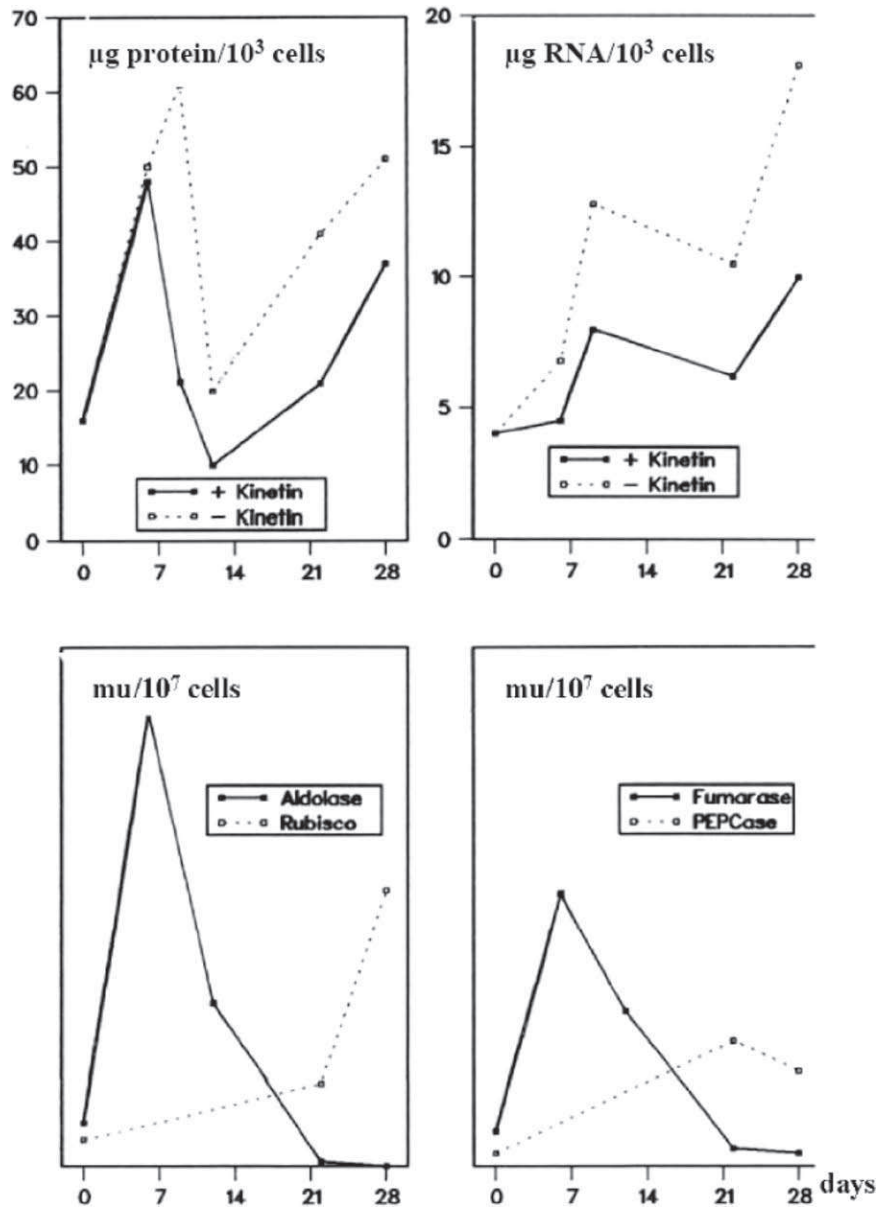 70
60
50
40
30
20
10
0
µg protein/10³ cells
+ Kinetin
− Kinetin
0 7 14 21 28
20
15
10
5
0
µg RNA/10³ cells
+ Kinetin
− Kinetin
0 7 14 21 28
mu/10⁷ cells
Aldolase
Rubisco
0 7 14 21 28
mu/10⁷ cells
Fumarase
PEPCase
0 7 14 21 28 days